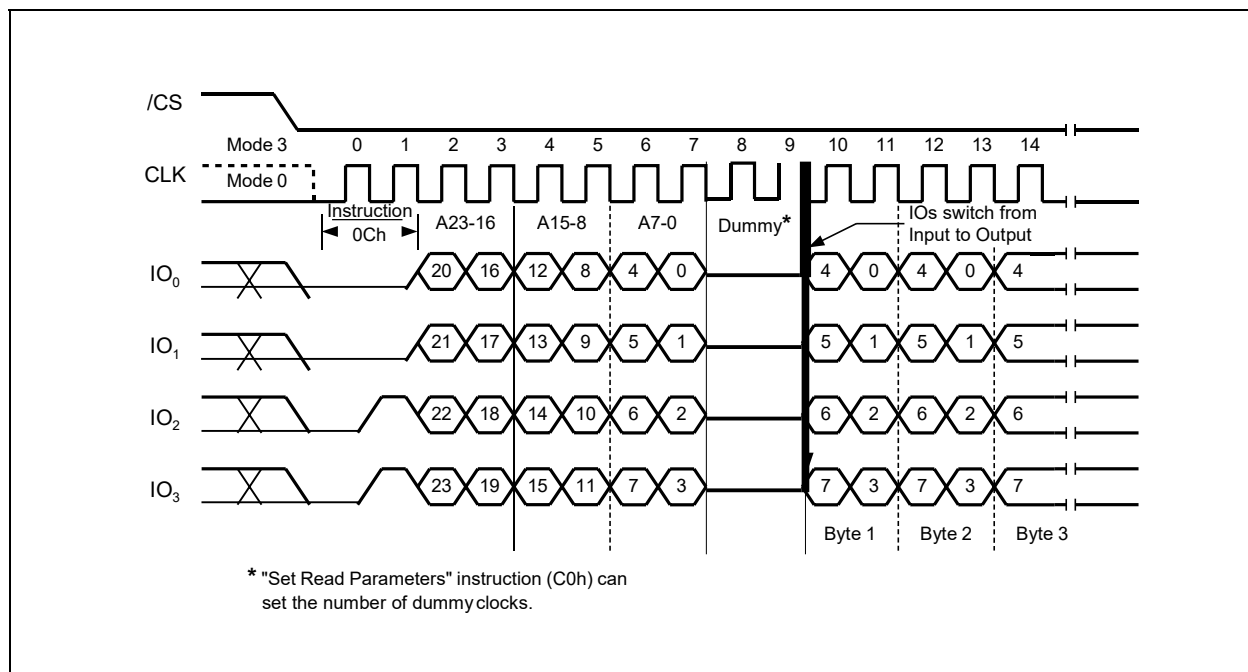 /CS
Mode 3 0 1 2 3 4 5 6 7 8 9 10 11 12 13 14
CLK Mode 0
Instruction A23-16 A15-8 A7-0 Dummy* IOs switch from
0Ch Input to Output
IO0 20 16 12 8 4 0 4 0 4 0 4
IO1 21 17 13 9 5 1 5 1 5 1 5
IO2 22 18 14 10 6 2 6 2 6 2 6
IO3 23 19 15 11 7 3 7 3 7 3 7
Byte 1 Byte 2 Byte 3
* "Set Read Parameters" instruction (C0h) can
set the number of dummy clocks.